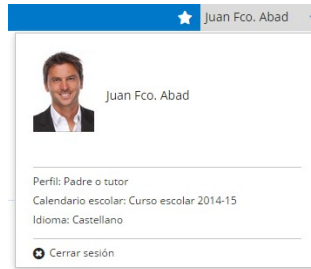 Juan Fco. Abad
Juan Fco. Abad
Perfil: Padre o tutor
Calendario escolar: Curso escolar 2014-15
Idioma: Castellano
Cerrar sesión